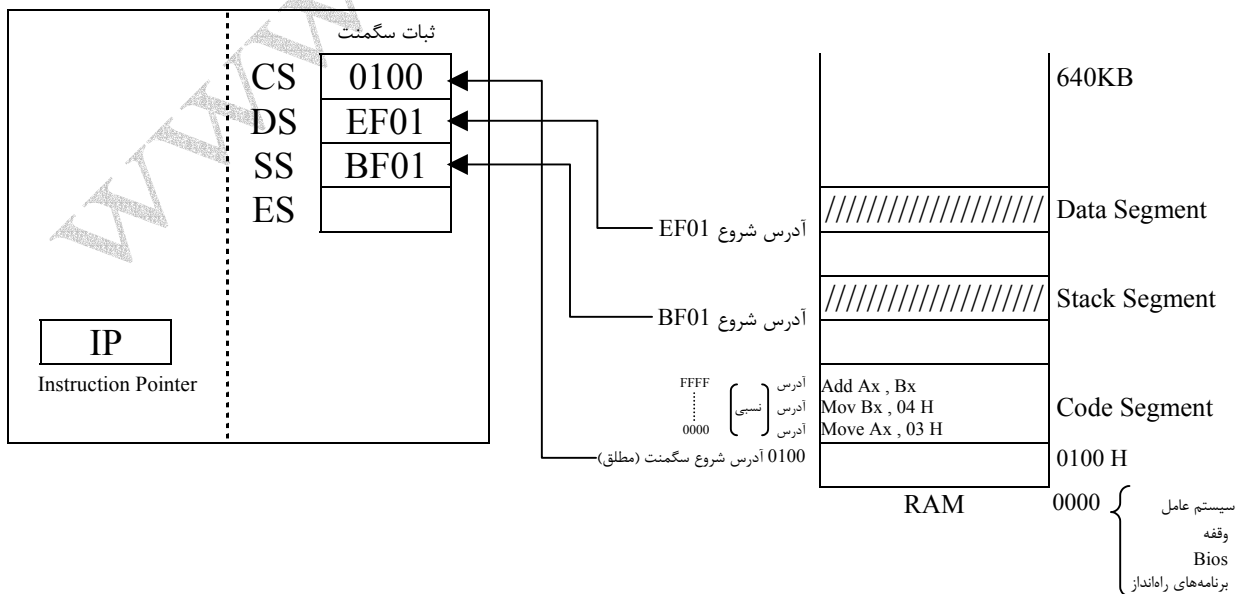 WWW
ثبات سگمنت
CS 0100
DS EF01
SS BF01
ES
IP
Instruction Pointer
640KB
Data Segment
آدرس شروع EF01
Stack Segment
آدرس شروع BF01
Code Segment
آدرس FFFF
آدرس نسبی
آدرس 0000
Add Ax , Bx
Mov Bx , 04 H
Move Ax , 03 H
0100 آدرس شروع سگمنت (مطلق)
0100 H
RAM
0000
سیستم عامل
وقفه
Bios
برنامه‌های راه‌انداز